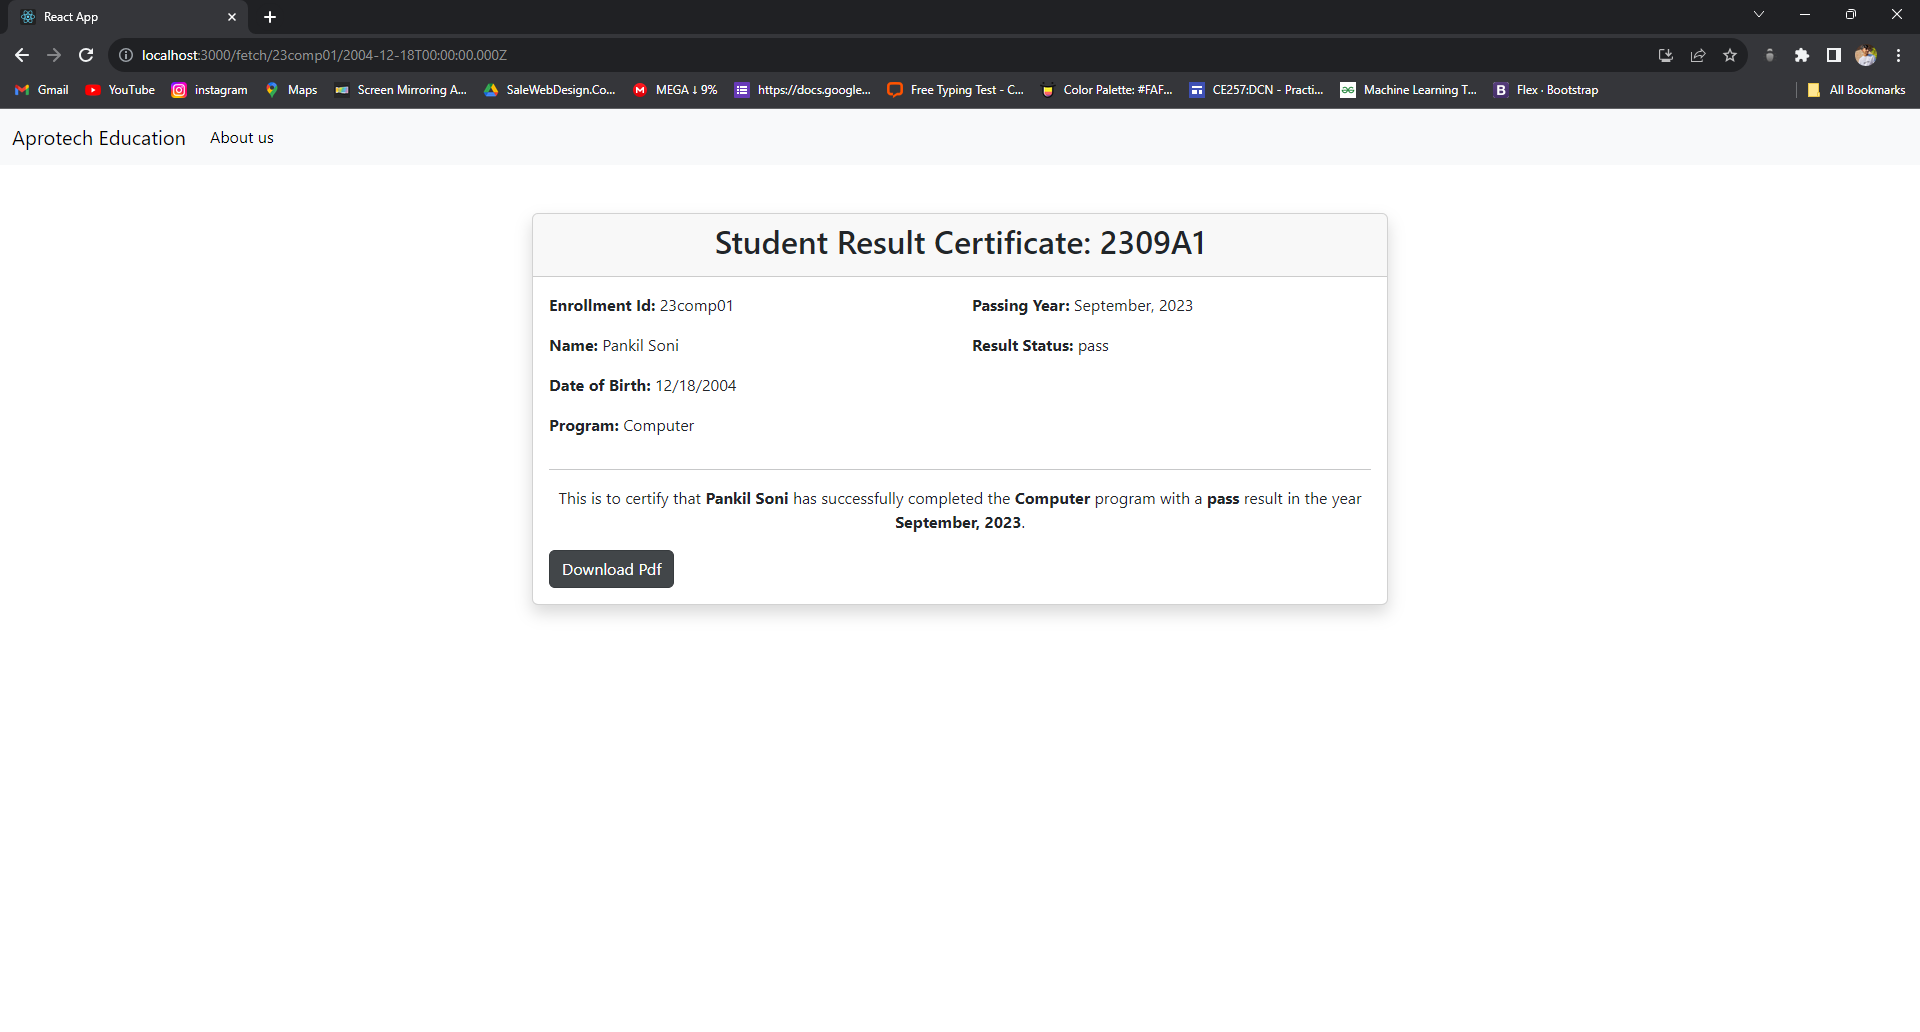 React App
localhost:3000/fetch/23comp01/2004-12-18T00:00:00.000Z
Gmail YouTube instagram Maps Screen Mirroring A... SaleWebDesign.Co... MEGA ⭣ 9% https://docs.google... Free Typing Test - C... Color Palette: #FAF... CE257:DCN - Practi... Machine Learning T... B Flex · Bootstrap All Bookmarks
Aprotech Education About us
Student Result Certificate: 2309A1
Enrollment Id: 23comp01 Passing Year: September, 2023
Name: Pankil Soni Result Status: pass
Date of Birth: 12/18/2004
Program: Computer
This is to certify that Pankil Soni has successfully completed the Computer program with a pass result in the year
September, 2023.
Download Pdf